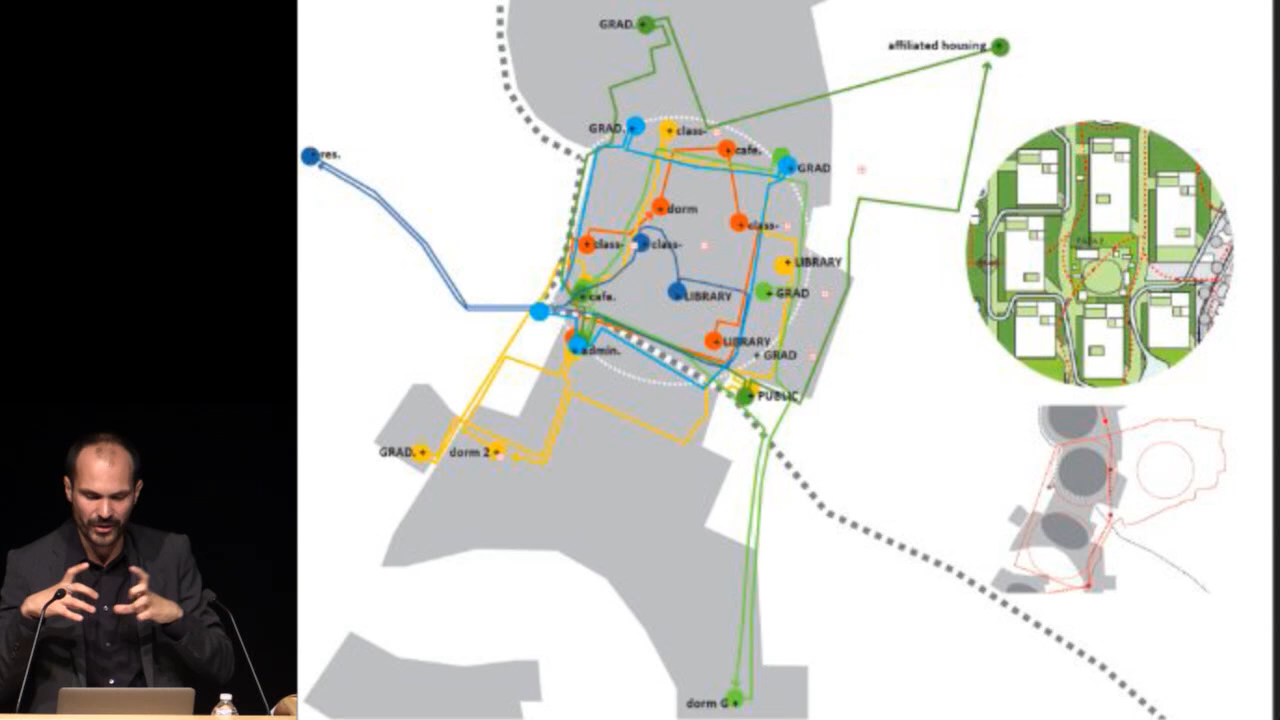 GRAD.
affiliated housing
GRAD.
class-
cafe.
res.
GRAD
dorm
class-
class-
class-
LIBRARY
cafe.
LIBRARY
GRAD
LIBRARY
admin.
GRAD
PUBLIC
GRAD.
dorm 2
dorm G